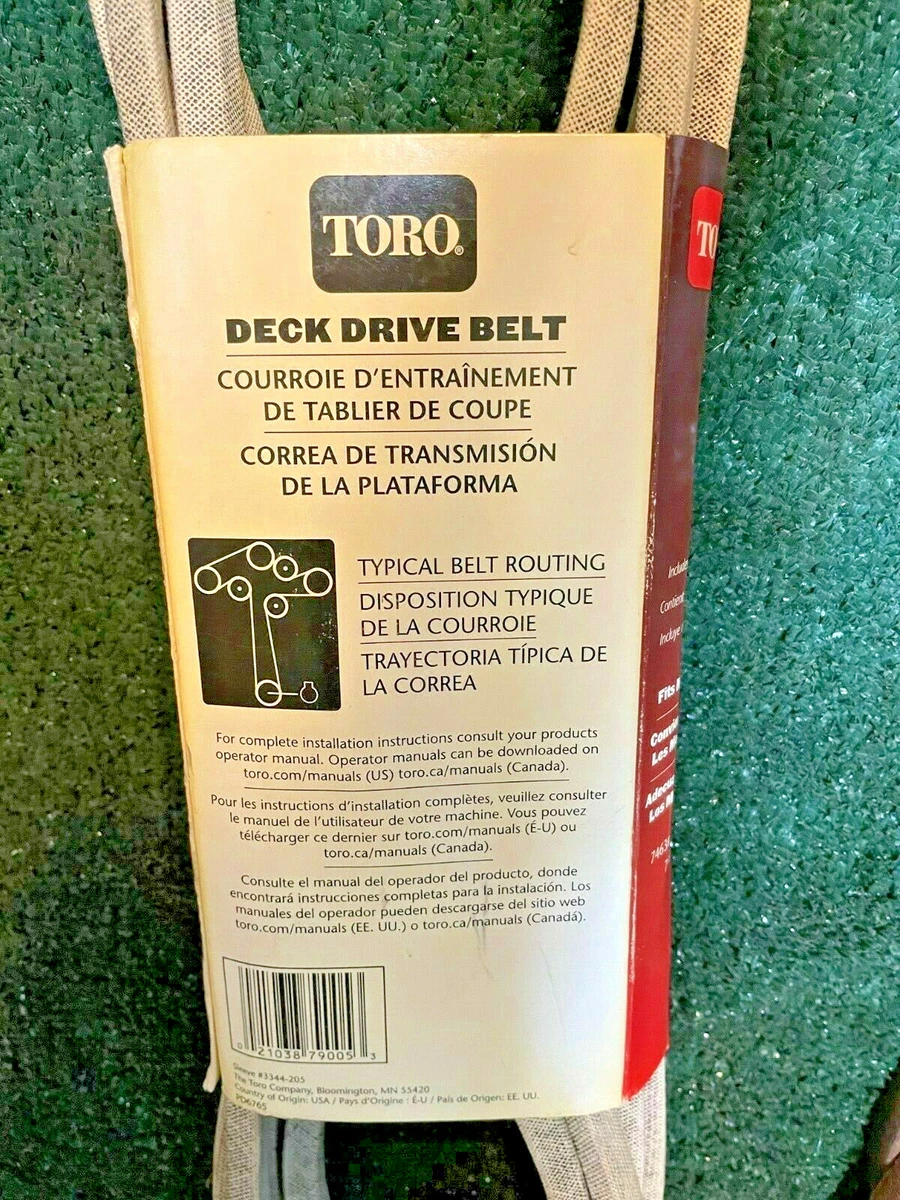 TORO®
DECK DRIVE BELT
COURROIE D'ENTRAÎNEMENT
DE TABLIER DE COUPE
CORREA DE TRANSMISIÓN
DE LA PLATAFORMA
TYPICAL BELT ROUTING
DISPOSITION TYPIQUE
DE LA COURROIE
TRAYECTORIA TÍPICA DE
LA CORREA
For complete installation instructions consult your products
operator manual. Operator manuals can be downloaded on
toro.com/manuals (US) toro.ca/manuals (Canada).
Pour les instructions d'installation complètes, veuillez consulter
le manuel de l'utilisateur de votre machine. Vous pouvez
télécharger ce dernier sur toro.com/manuals (É-U) ou
toro.ca/manuals (Canada).
Consulte el manual del operador del producto, donde
encontrará instrucciones completas para la instalación. Los
manuales del operador pueden descargarse del sitio web
toro.com/manuals (EE. UU.) o toro.ca/manuals (Canadá).
0 21038 79005 3
Sleeve #3344-205
The Toro Company, Bloomington, MN 55420
Country of Origin: USA / Pays d'Origine : É-U / País de Origen: EE. UU.
PD6765
TO
Fits
Les
Les